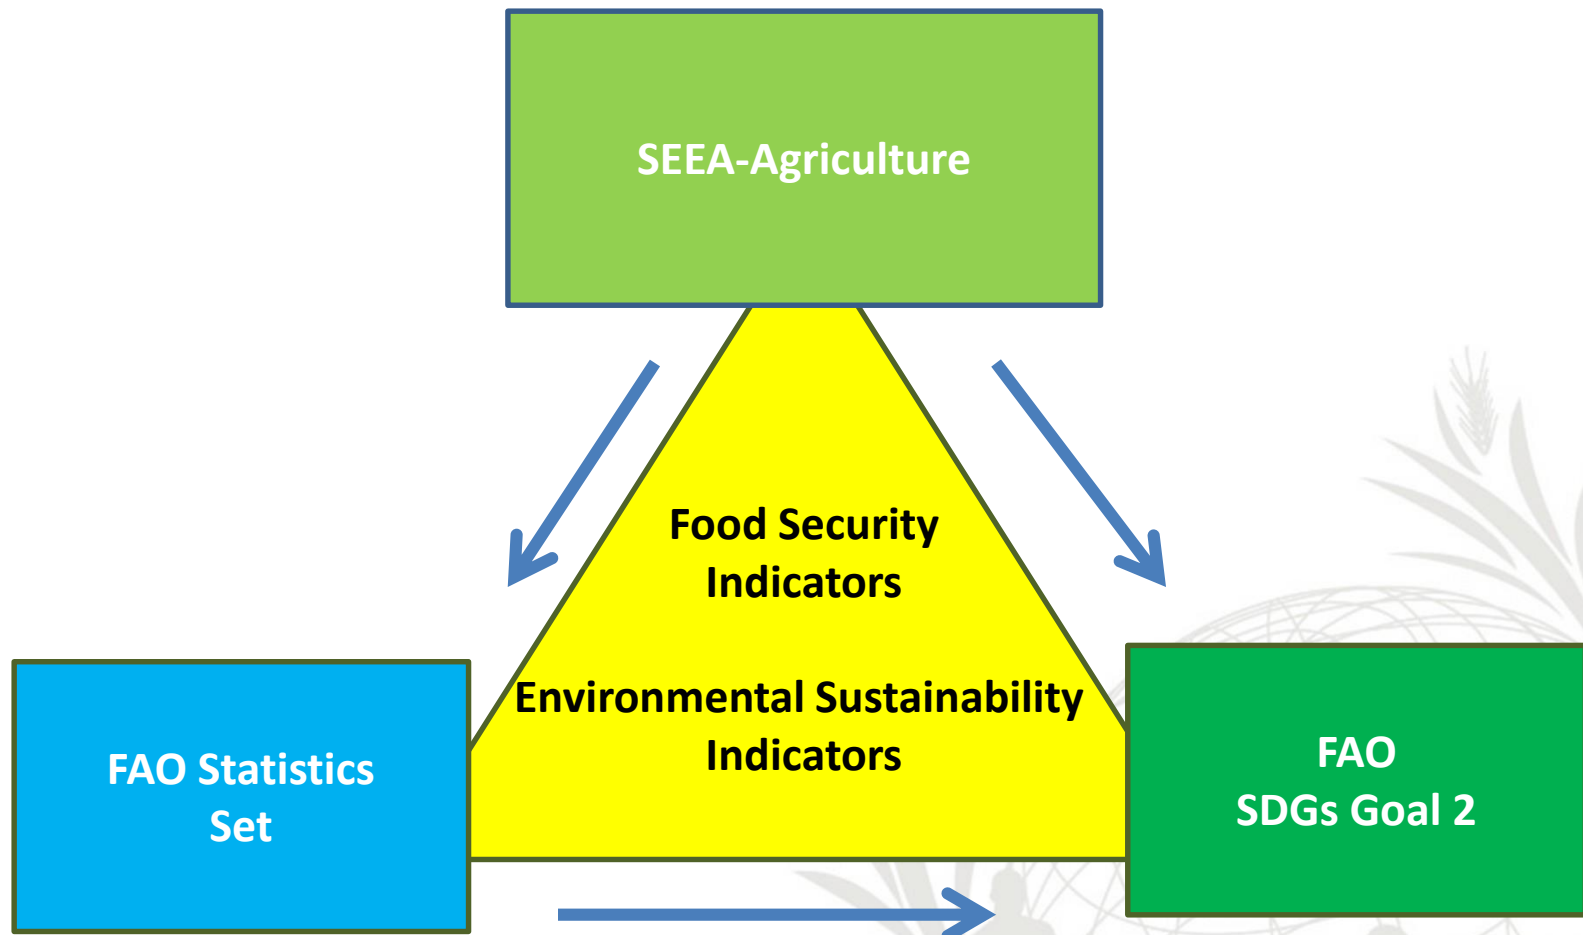 SEEA-Agriculture
Food Security
Indicators
Environmental Sustainability
Indicators
FAO Statistics
Set
FAO
SDGs Goal 2